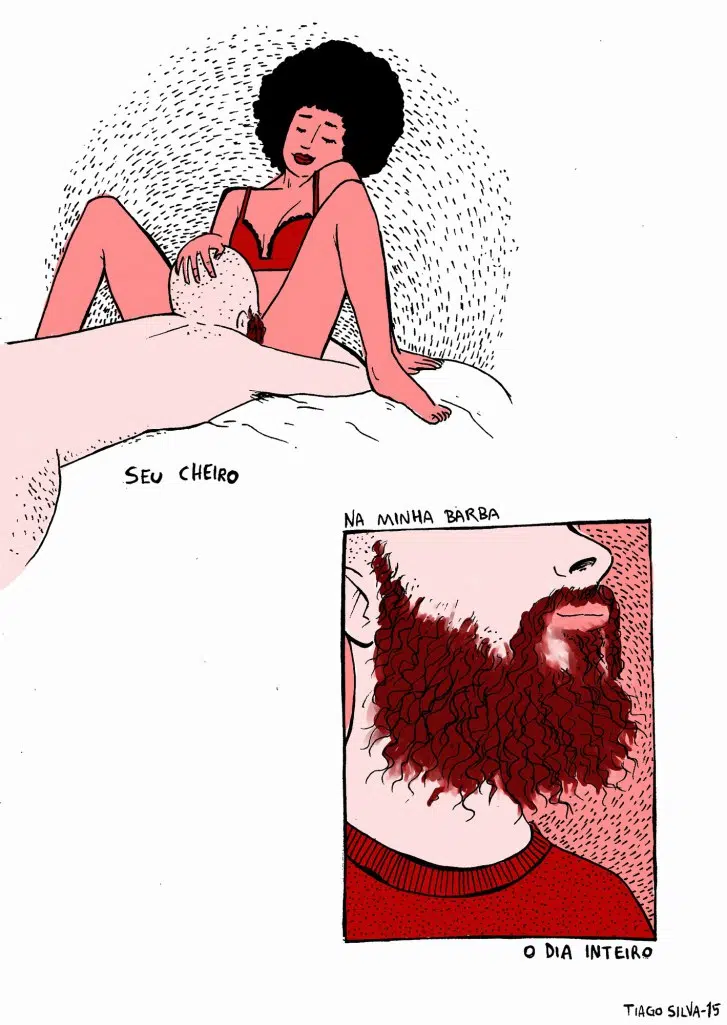 SEU CHEIRO
NA MINHA BARBA
O DIA INTEIRO
TIAGO SILVA-15